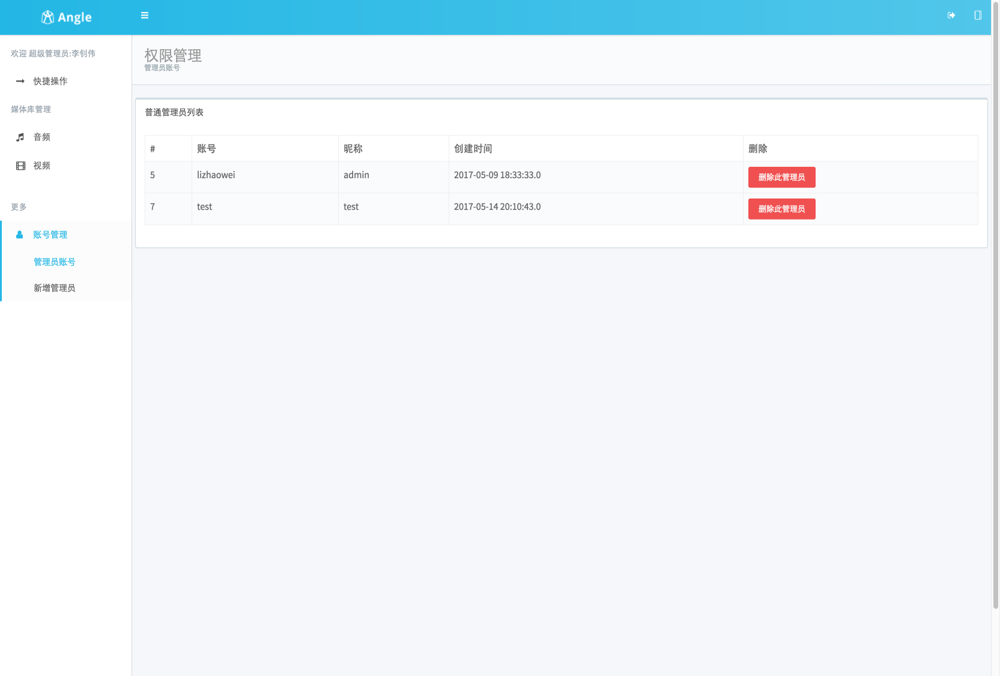 Angle
欢迎 超级管理员:李钊伟
快捷操作
媒体库管理
音频
视频
更多
账号管理
管理员账号
新增管理员
权限管理
管理员账号
普通管理员列表
# 账号 昵称 创建时间 删除
5 lizhaowei admin 2017-05-09 18:33:33.0 删除此管理员
7 test test 2017-05-14 20:10:43.0 删除此管理员